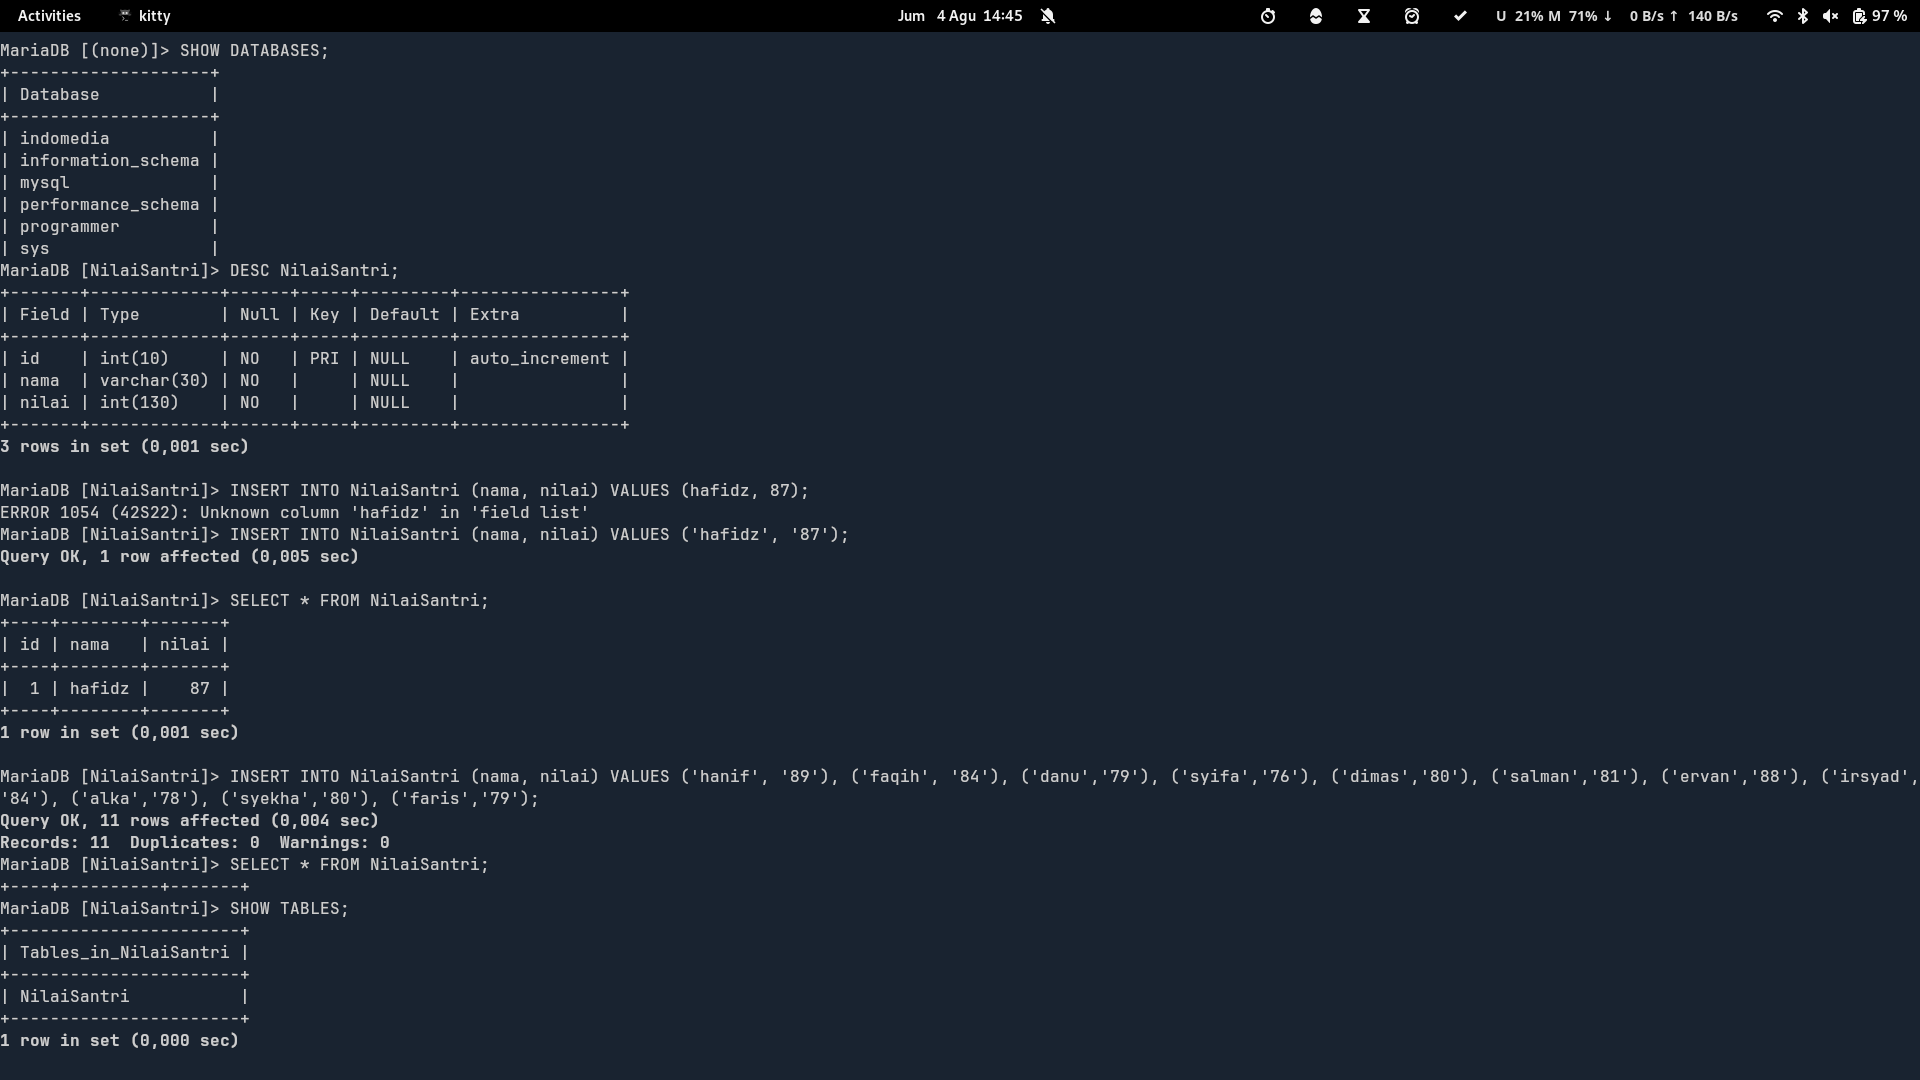 Activities kitty Jum 4 Agu 14:45 U 21% M 71% ↓ 0 B/s ↑ 140 B/s 97 %
MariaDB [(none)]> SHOW DATABASES;
+--------------------+
| Database           |
+--------------------+
| indomedia          |
| information_schema |
| mysql              |
| performance_schema |
| programmer         |
| sys                |
MariaDB [NilaiSantri]> DESC NilaiSantri;
+-------+-------------+------+-----+---------+----------------+
| Field | Type        | Null | Key | Default | Extra          |
+-------+-------------+------+-----+---------+----------------+
| id    | int(10)     | NO   | PRI | NULL    | auto_increment |
| nama  | varchar(30) | NO   |     | NULL    |                |
| nilai | int(130)    | NO   |     | NULL    |                |
+-------+-------------+------+-----+---------+----------------+
3 rows in set (0,001 sec)
MariaDB [NilaiSantri]> INSERT INTO NilaiSantri (nama, nilai) VALUES (hafidz, 87);
ERROR 1054 (42S22): Unknown column 'hafidz' in 'field list'
MariaDB [NilaiSantri]> INSERT INTO NilaiSantri (nama, nilai) VALUES ('hafidz', '87');
Query OK, 1 row affected (0,005 sec)
MariaDB [NilaiSantri]> SELECT * FROM NilaiSantri;
+----+--------+-------+
| id | nama   | nilai |
+----+--------+-------+
|  1 | hafidz |    87 |
+----+--------+-------+
1 row in set (0,001 sec)
MariaDB [NilaiSantri]> INSERT INTO NilaiSantri (nama, nilai) VALUES ('hanif', '89'), ('faqih', '84'), ('danu','79'), ('syifa','76'), ('dimas','80'), ('salman','81'), ('ervan','88'), ('irsyad',
'84'), ('alka','78'), ('syekha','80'), ('faris','79');
Query OK, 11 rows affected (0,004 sec)
Records: 11  Duplicates: 0  Warnings: 0
MariaDB [NilaiSantri]> SELECT * FROM NilaiSantri;
+----+----------+-------+
MariaDB [NilaiSantri]> SHOW TABLES;
+-----------------------+
| Tables_in_NilaiSantri |
+-----------------------+
| NilaiSantri           |
+-----------------------+
1 row in set (0,000 sec)